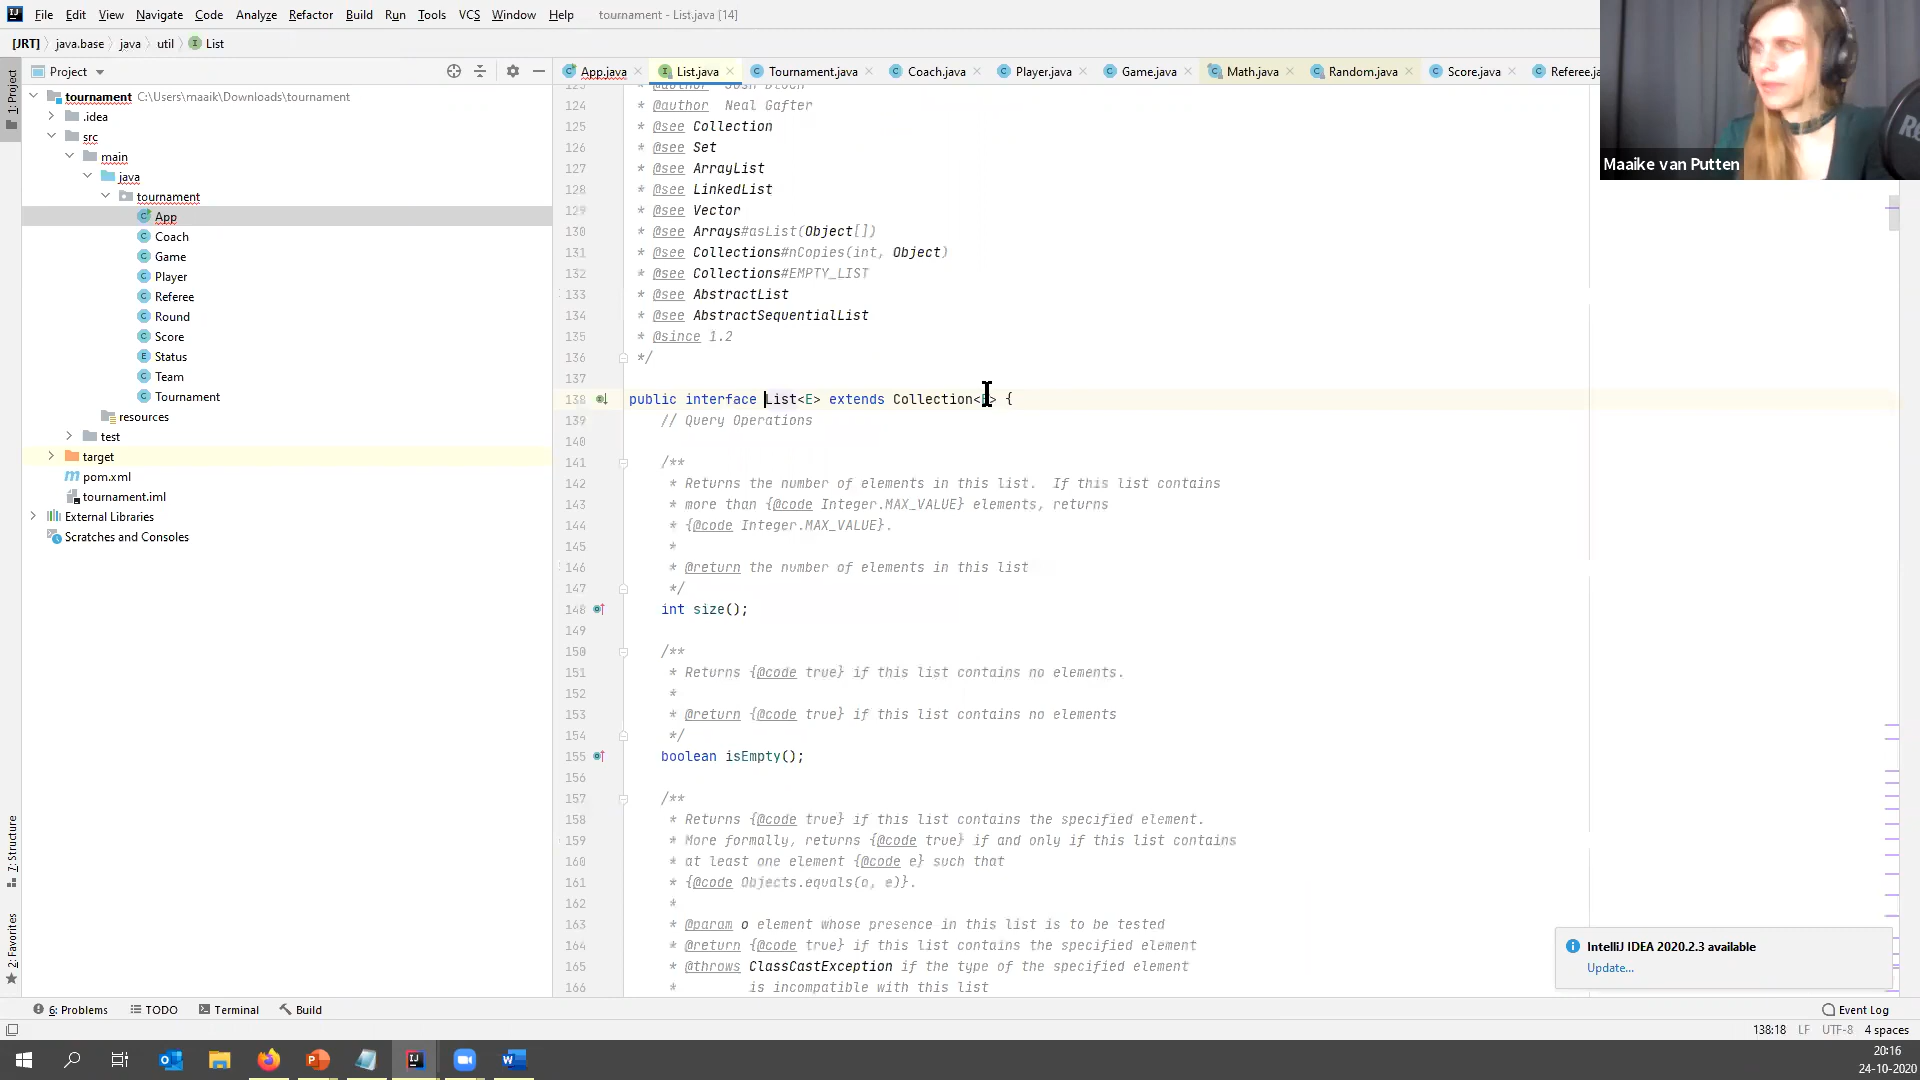 File Edit View Navigate Code Analyze Refactor Build Run Tools VCS Window Help tournament - List.java [14]
[JRT] java.base java util List
Project App.java List.java Tournament.java Coach.java Player.java Game.java Math.java Random.java Score.java Referee.ja
Maaike van Putten
1: Project
7: Structure
2: Favorites
tournament C:\Users\maaik\Downloads\tournament
.idea
src
main
java
tournament
App
Coach
Game
Player
Referee
Round
Score
Status
Team
Tournament
resources
test
target
pom.xml
tournament.iml
External Libraries
Scratches and Consoles
124 * @author Neal Gafter
125 * @see Collection
126 * @see Set
127 * @see ArrayList
128 * @see LinkedList
129 * @see Vector
130 * @see Arrays#asList(Object[])
131 * @see Collections#nCopies(int, Object)
132 * @see Collections#EMPTY_LIST
133 * @see AbstractList
134 * @see AbstractSequentialList
135 * @since 1.2
136 */
137
138 public interface List<E> extends Collection<E> {
139 // Query Operations
140
141 /**
142 * Returns the number of elements in this list. If this list contains
143 * more than {@code Integer.MAX_VALUE} elements, returns
144 * {@code Integer.MAX_VALUE}.
145 *
146 * @return the number of elements in this list
147 */
148 int size();
149
150 /**
151 * Returns {@code true} if this list contains no elements.
152 *
153 * @return {@code true} if this list contains no elements
154 */
155 boolean isEmpty();
156
157 /**
158 * Returns {@code true} if this list contains the specified element.
159 * More formally, returns {@code true} if and only if this list contains
160 * at least one element {@code e} such that
161 * {@code Objects.equals(o, e)}.
162 *
163 * @param o element whose presence in this list is to be tested
164 * @return {@code true} if this list contains the specified element
165 * @throws ClassCastException if the type of the specified element
166 * is incompatible with this list
IntelliJ IDEA 2020.2.3 available
Update...
6: Problems TODO Terminal Build Event Log
138:18 LF UTF-8 4 spaces
20:16
24-10-2020